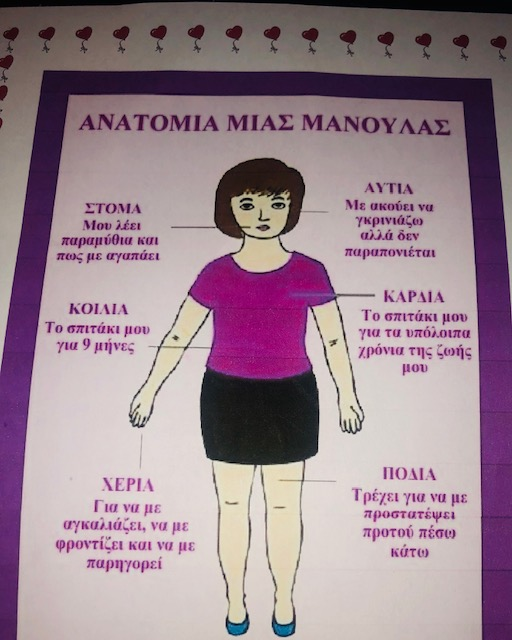 ΑΝΑΤΟΜΙΑ ΜΙΑΣ ΜΑΝΟΥΛΑΣ
ΣΤΟΜΑ
Μου λέει
παραμύθια και
πως με αγαπάει
ΑΥΤΙΑ
Με ακούει να
γκρινιάζω
αλλά δεν
παραπονιέται
ΚΟΙΛΙΑ
Το σπιτάκι μου
για 9 μήνες
ΚΑΡΔΙΑ
Το σπιτάκι μου
για τα υπόλοιπα
χρόνια της ζωής
μου
ΧΕΡΙΑ
Για να με
αγκαλιάζει, να με
φροντίζει και να με
παρηγορεί
ΠΟΔΙΑ
Τρέχει για να με
προστατέψει
προτού πέσω
κάτω